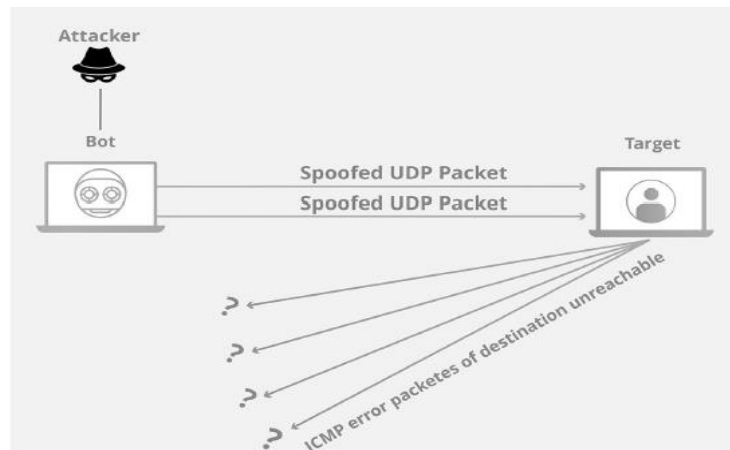 Attacker
Bot
Target
Spoofed UDP Packet
Spoofed UDP Packet
?
?
?
?
ICMP error packetes of destination unreachable